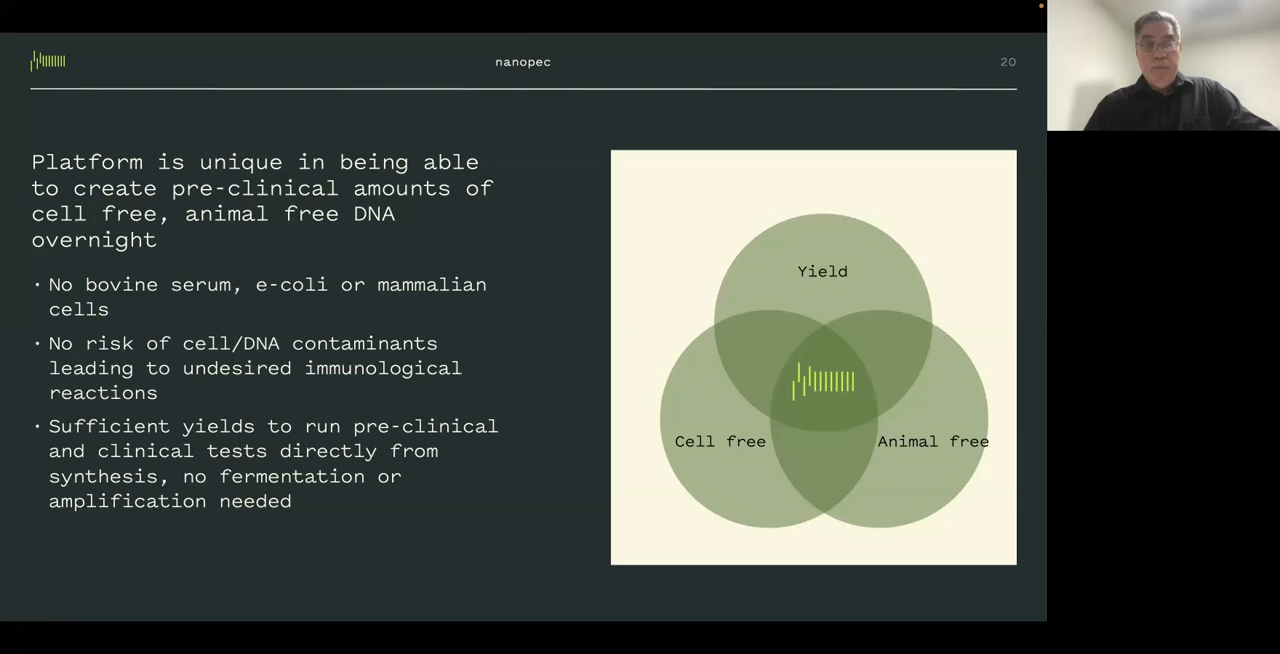 nanopec
20
Platform is unique in being able
to create pre-clinical amounts of
cell free, animal free DNA
overnight
· No bovine serum, e-coli or mammalian
cells
· No risk of cell/DNA contaminants
leading to undesired immunological
reactions
· Sufficient yields to run pre-clinical
and clinical tests directly from
synthesis, no fermentation or
amplification needed
Yield
Cell free
Animal free